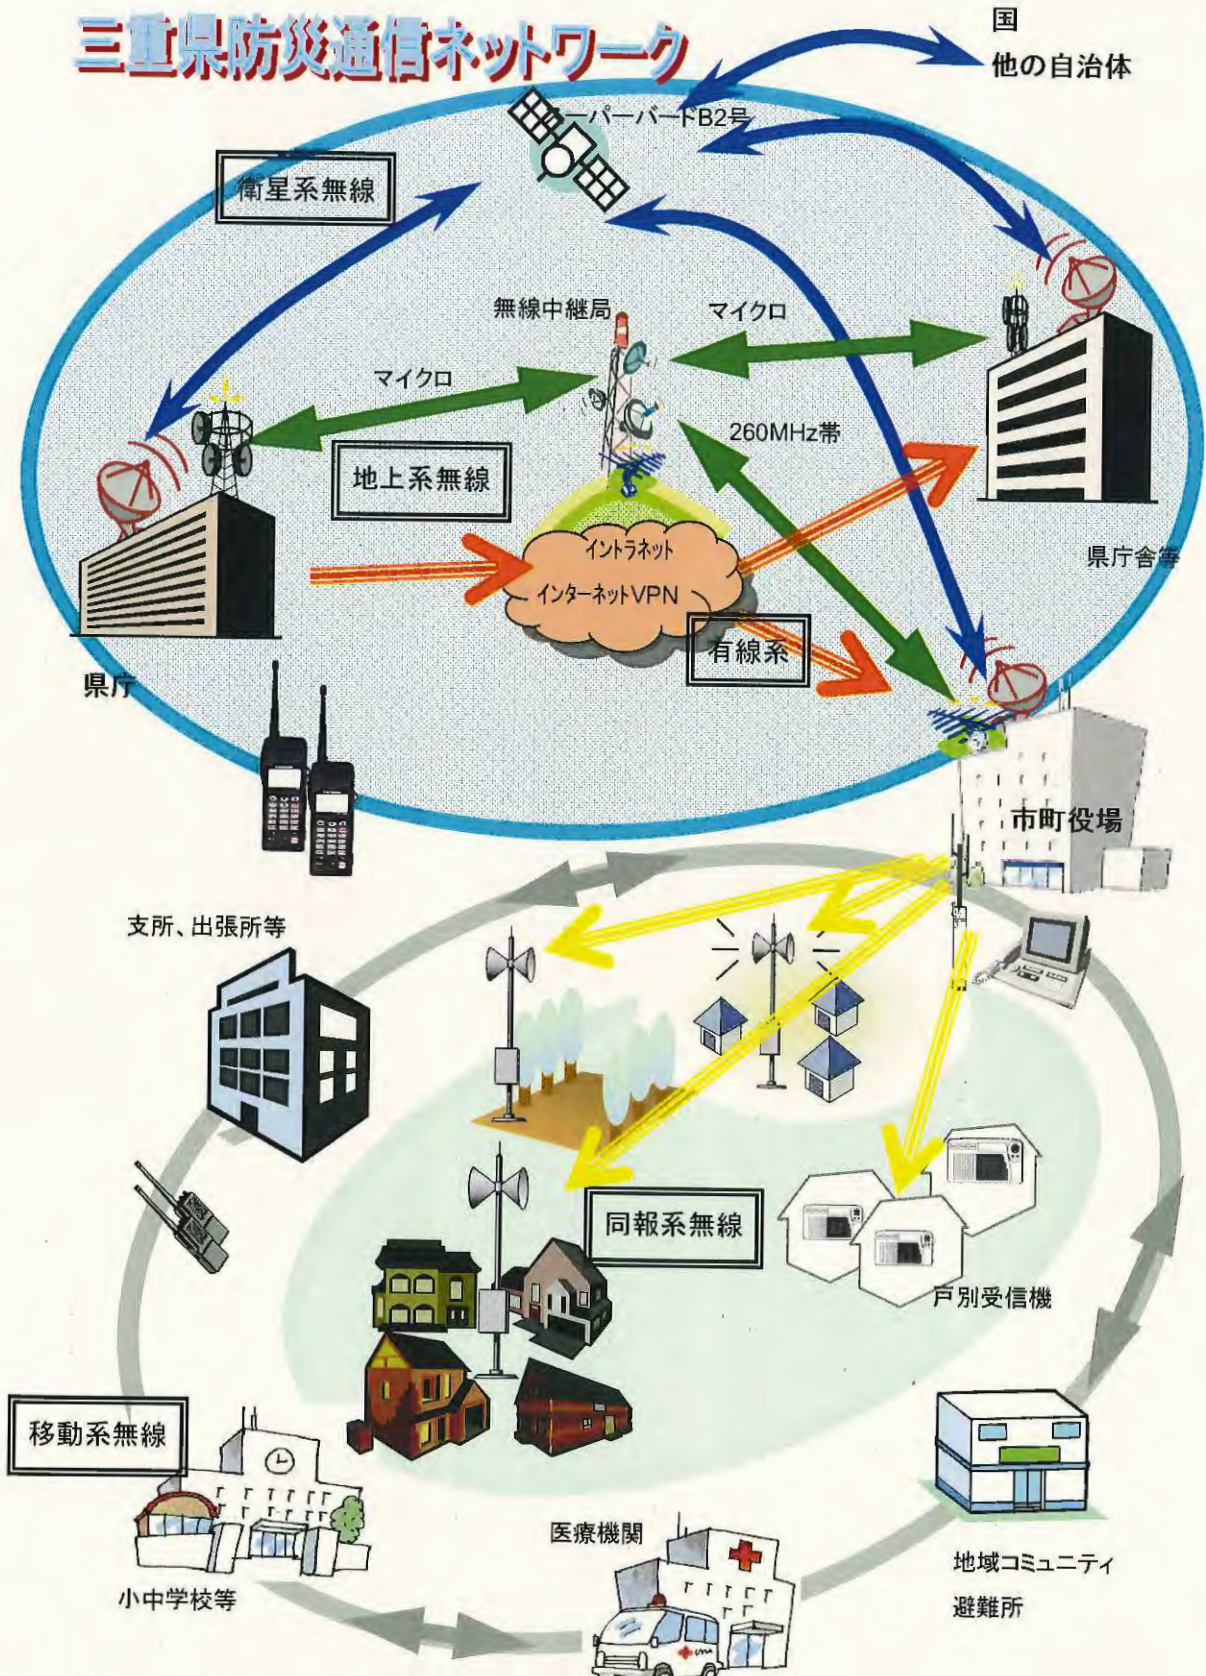 三重県防災通信ネットワーク
国
他の自治体
ーパーバードB2号
衛星系無線
無線中継局
マイクロ
マイクロ
260MHz帯
地上系無線
イントラネット
インターネットVPN
県庁舎等
有線系
県庁
市町役場
支所、出張所等
同報系無線
戸別受信機
移動系無線
医療機関
地域コミュニティ
避難所
小中学校等